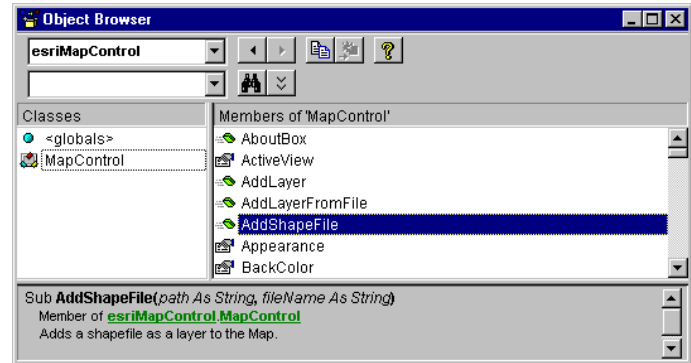 Object Browser
esriMapControl
Classes
Members of 'MapControl'
<globals>
MapControl
AboutBox
ActiveView
AddLayer
AddLayerFromFile
AddShapeFile
Appearance
BackColor
Sub AddShapeFile(path As String, fileName As String)
Member of esriMapControl.MapControl
Adds a shapefile as a layer to the Map.